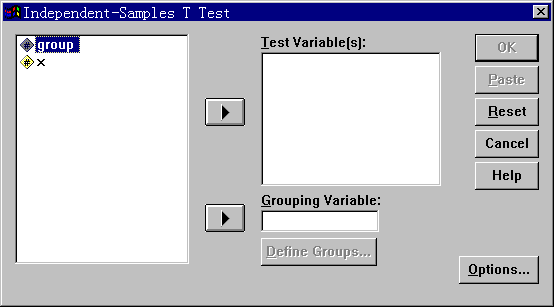 Independent-Samples T Test
group
x
Test Variable(s):
Grouping Variable:
Define Groups...
OK
Paste
Reset
Cancel
Help
Options...